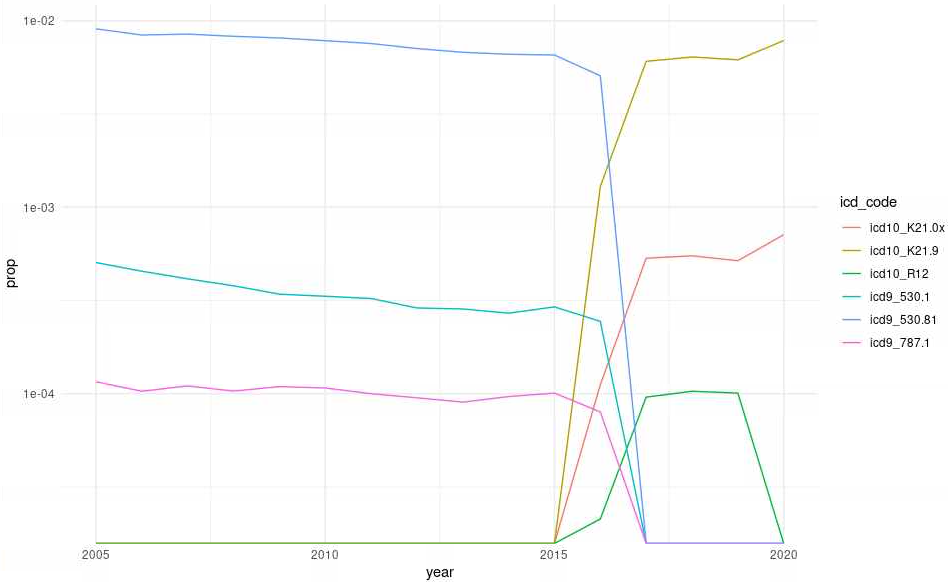 1e-02
1e-03
1e-04
prop
2005
2010
2015
2020
year
icd_code
icd10_K21.0x
icd10_K21.9
icd10_R12
icd9_530.1
icd9_530.81
icd9_787.1